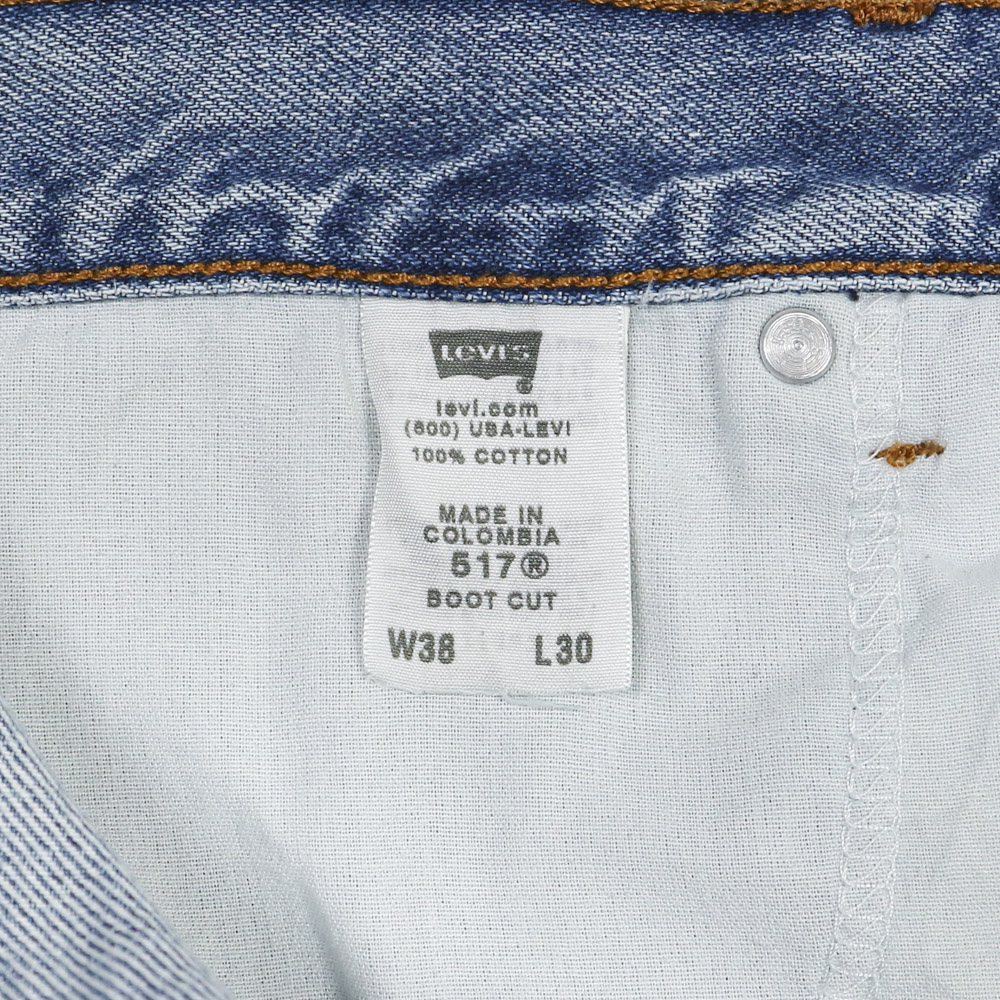 LEVI'S
®
levi.com
(800) USA-LEVI
100% COTTON
MADE IN
COLOMBIA
517®
BOOT CUT
W38 L30